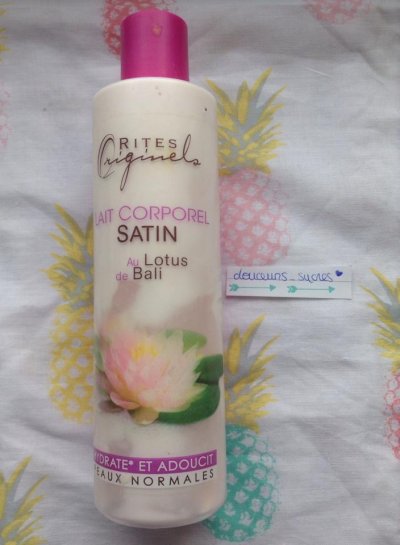 RITES
Originels
LAIT CORPOREL
SATIN
Au Lotus
de Bali
HYDRATE* ET ADOUCIT
PEAUX NORMALES
douceurs_sucres